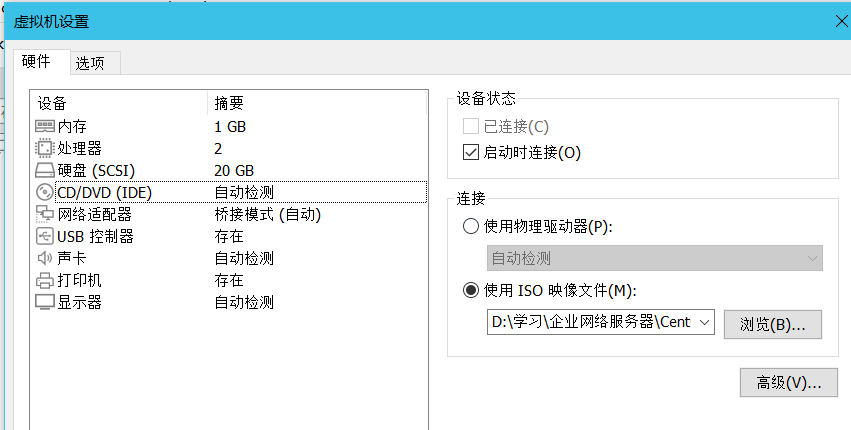 虚拟机设置
硬件 选项
设备 摘要
内存 1 GB
处理器 2
硬盘 (SCSI) 20 GB
CD/DVD (IDE) 自动检测
网络适配器 桥接模式 (自动)
USB 控制器 存在
声卡 自动检测
打印机 存在
显示器 自动检测
设备状态
已连接(C)
启动时连接(O)
连接
使用物理驱动器(P):
自动检测
使用 ISO 映像文件(M):
D:\学习\企业网络服务器\Cent
浏览(B)...
高级(V)...